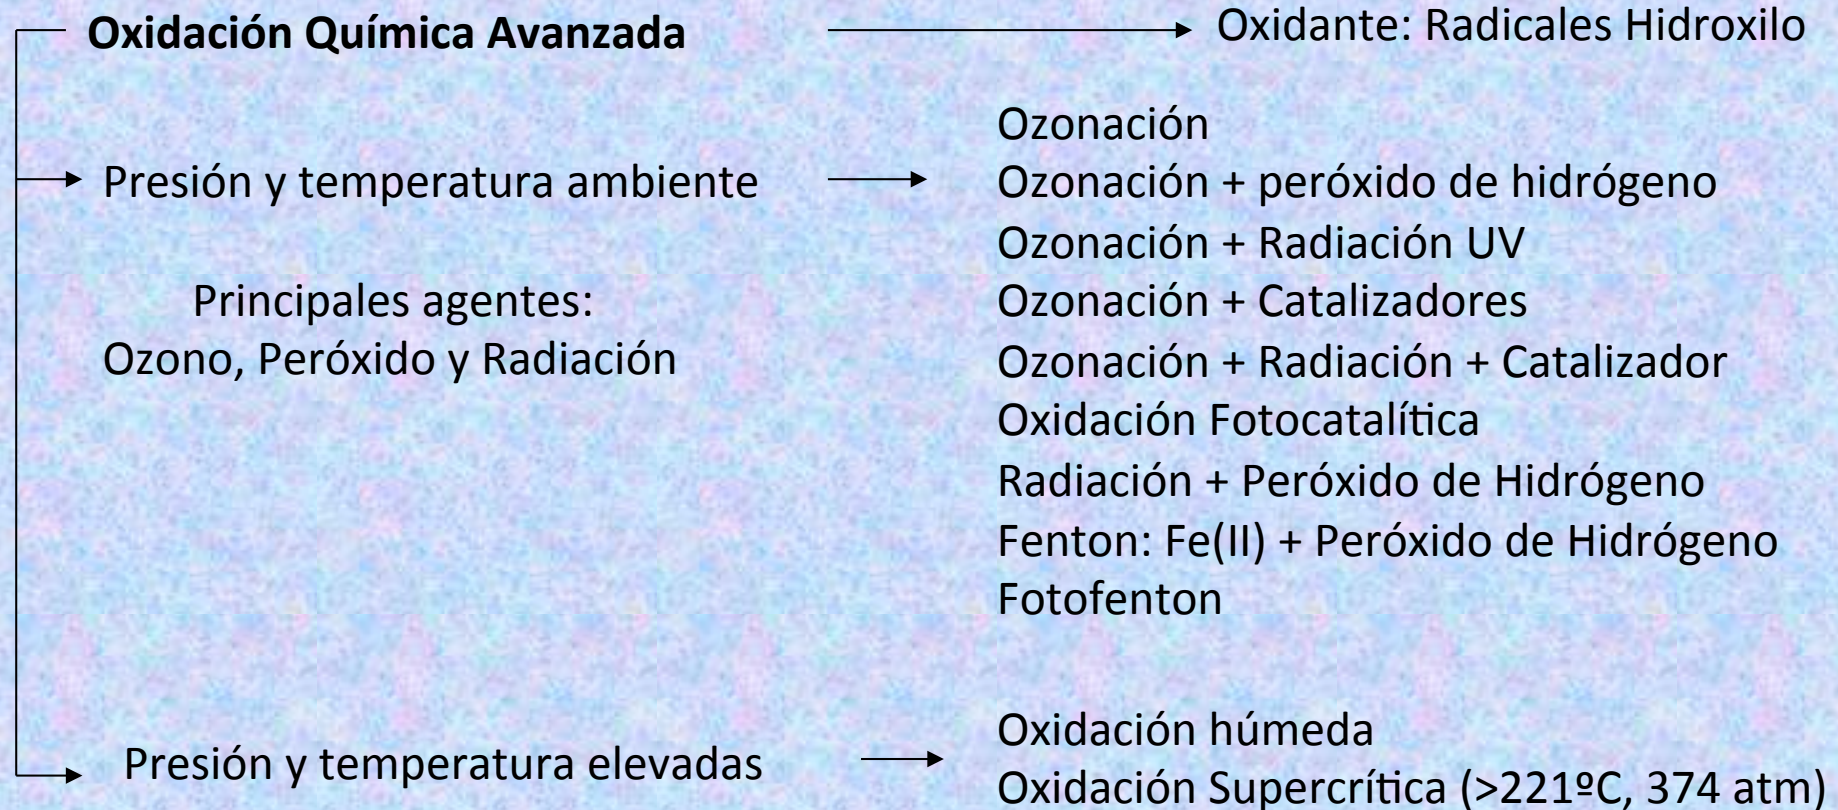 Oxidación Química Avanzada
Oxidante: Radicales Hidroxilo
Presión y temperatura ambiente
Principales agentes:
Ozono, Peróxido y Radiación
Ozonación
Ozonación + peróxido de hidrógeno
Ozonación + Radiación UV
Ozonación + Catalizadores
Ozonación + Radiación + Catalizador
Oxidación Fotocatalítica
Radiación + Peróxido de Hidrógeno
Fenton: Fe(II) + Peróxido de Hidrógeno
Fotofenton
Presión y temperatura elevadas
Oxidación húmeda
Oxidación Supercrítica (>221ºC, 374 atm)